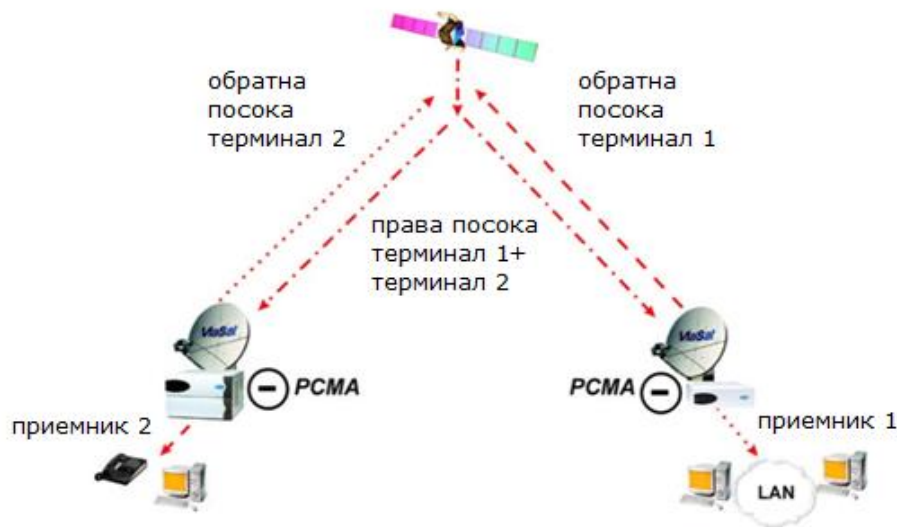 обратна
посока
терминал 2
обратна
посока
терминал 1
права посока
терминал 1+
терминал 2
ViaSat
PCMA
приемник 2
ViaSat
PCMA
приемник 1
LAN